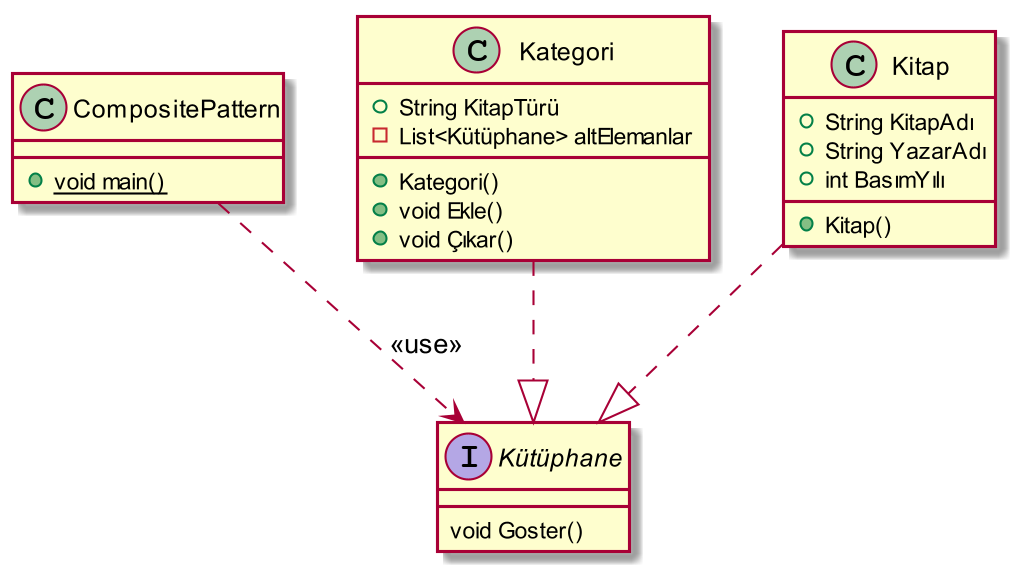 C CompositePattern
void main()
C Kategori
String KitapTürü
List<Kütüphane> altElemanlar
Kategori()
void Ekle()
void Çıkar()
C Kitap
String KitapAdı
String YazarAdı
int BasımYılı
Kitap()
«use»
I Kütüphane
void Goster()